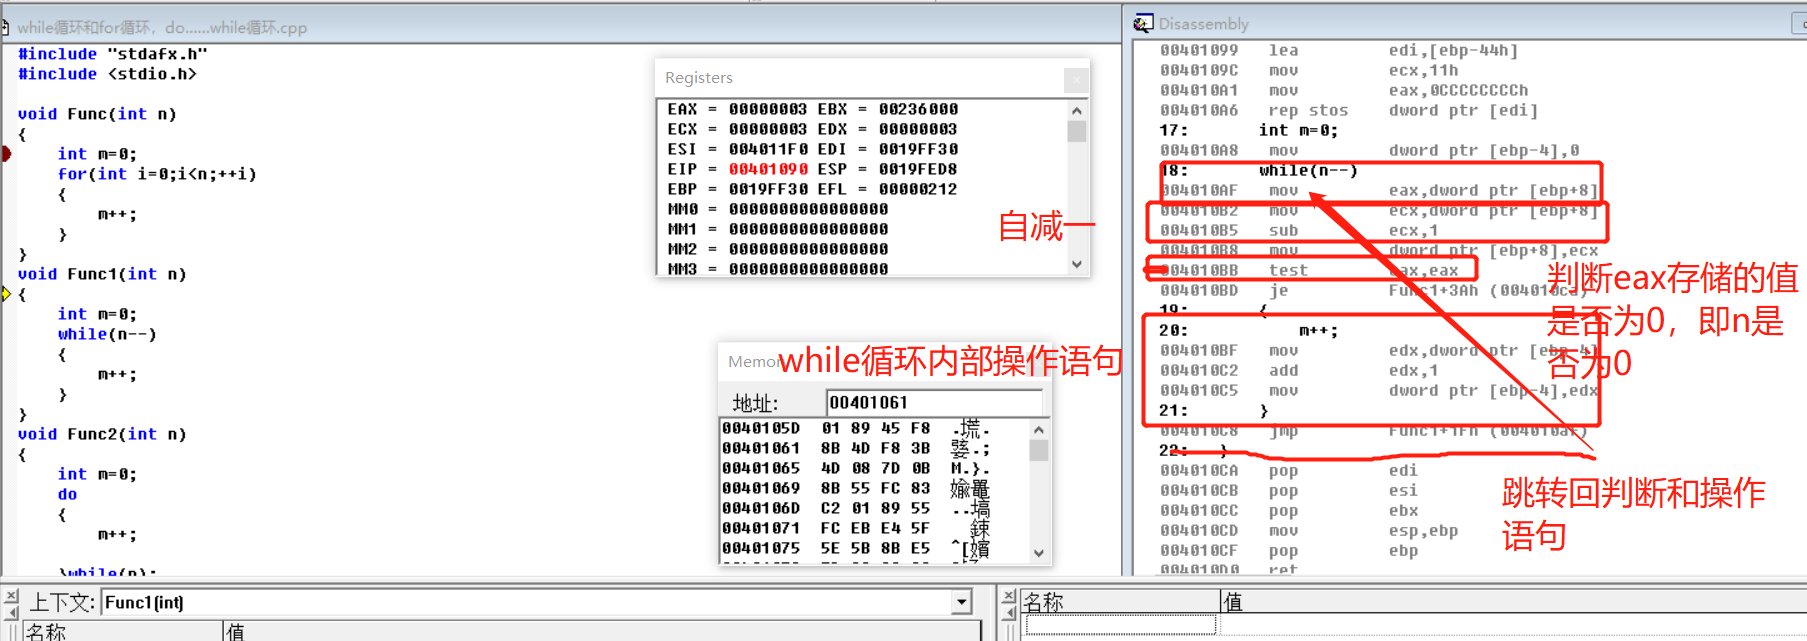 while循环和for循环，do......while循环.cpp
#include "stdafx.h"
#include <stdio.h>
void Func(int n)
{
int m=0;
for(int i=0;i<n;++i)
{
m++;
}
}
void Func1(int n)
{
int m=0;
while(n--)
{
m++;
}
}
void Func2(int n)
{
int m=0;
do
{
m++;
}while(n);
Registers
EAX = 00000003 EBX = 00236000
ECX = 00000003 EDX = 00000003
ESI = 004011F0 EDI = 0019FF30
EIP = 00401090 ESP = 0019FED8
EBP = 0019FF30 EFL = 00000212
MM0 = 0000000000000000
MM1 = 0000000000000000
MM2 = 0000000000000000
MM3 = 0000000000000000
自减一
while循环内部操作语句
地址: 00401061
0040105D 01 89 45 F8
00401061 8B 4D F8 3B
00401065 4D 08 7D 0B M.}.
00401069 8B 55 FC 83
0040106D C2 01 89 55
00401071 FC EB E4 5F
00401075 5E 5B 8B E5
Disassembly
00401099 lea edi,[ebp-44h]
0040109C mov ecx,11h
004010A1 mov eax,0CCCCCCCCh
004010A6 rep stos dword ptr [edi]
17: int m=0;
004010A8 mov dword ptr [ebp-4],0
18: while(n--)
004010AF mov eax,dword ptr [ebp+8]
004010B2 mov ecx,dword ptr [ebp+8]
004010B5 sub ecx,1
004010B8 mov dword ptr [ebp+8],ecx
004010BB test eax,eax
004010BD je Func1+3Ah (004010ca)
19: {
20: m++;
004010BF mov edx,dword ptr [ebp-4]
004010C2 add edx,1
004010C5 mov dword ptr [ebp-4],edx
21: }
004010C8 jmp Func1+1Fh (004010af)
22: }
004010CA pop edi
004010CB pop esi
004010CC pop ebx
004010CD mov esp,ebp
004010CF pop ebp
004010D0 ret
判断eax存储的值
是否为0，即n是
否为0
跳转回判断和操作
语句
上下文: Func1(int)
名称 值
名称 值